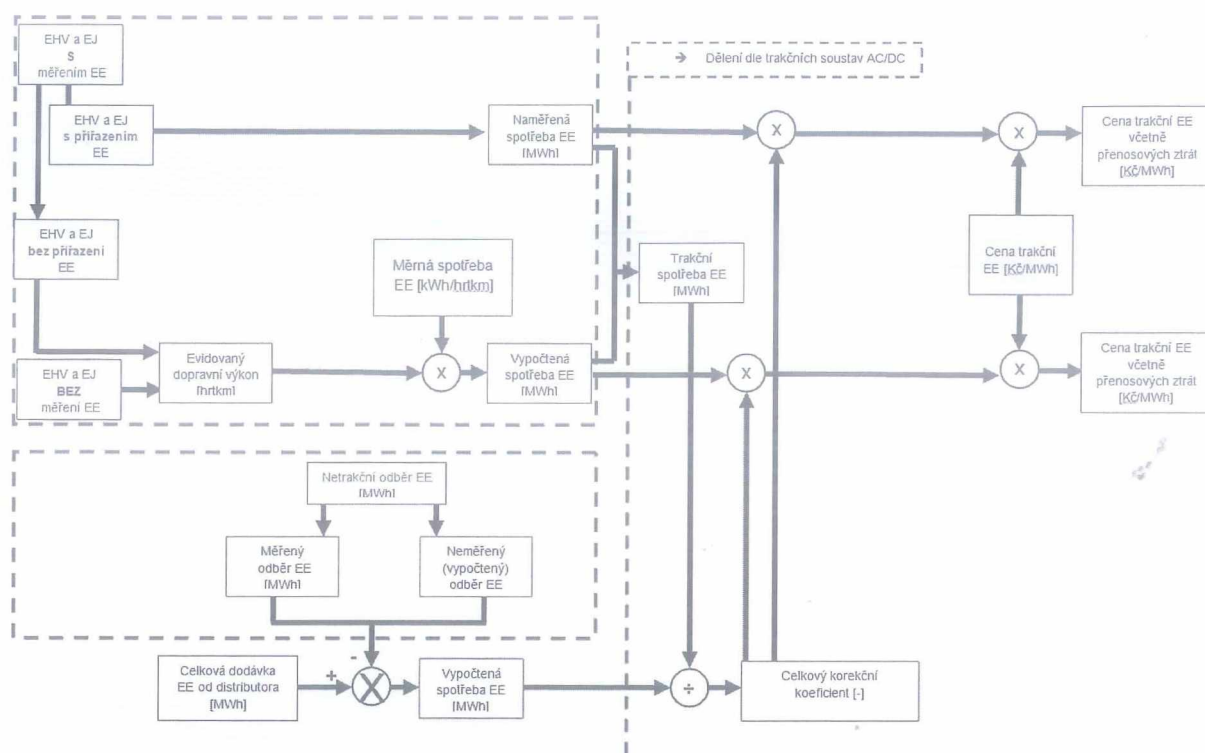 EHV a EJ
S
měřením EE
➔ Dělení dle trakčních soustav AC/DC
EHV a EJ
s přiřazením
EE
Naměřená
spotřeba EE
[MWh]
X
X
Cena trakční EE
včetně
přenosových ztrát
[Kč/MWh]
EHV a EJ
bez přiřazení
EE
Měrná spotřeba
EE [kWh/hrtkm]
Trakční
spotřeba EE
[MWh]
Cena trakční
EE [Kč/MWh]
Evidovaný
dopravní výkon
[hrtkm]
X
Vypočtená
spotřeba EE
[MWh]
X
X
Cena trakční EE
včetně
přenosových ztrát
[Kč/MWh]
EHV a EJ
BEZ
měření EE
Netrakční odběr EE
[MWh]
Měřený
odběr EE
[MWh]
Neměřený
(vypočtený)
odběr EE
Celková dodávka
EE od distributora
[MWh]
+
-
Vypočtená
spotřeba EE
[MWh]
÷
Celkový korekční
koeficient [-]